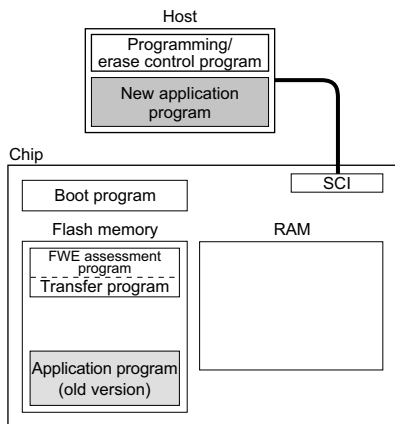 Host
Programming/
erase control program
New application
program
Chip
SCI
Boot program
Flash memory
RAM
FWE assessment
program
Transfer program
Application program
(old version)